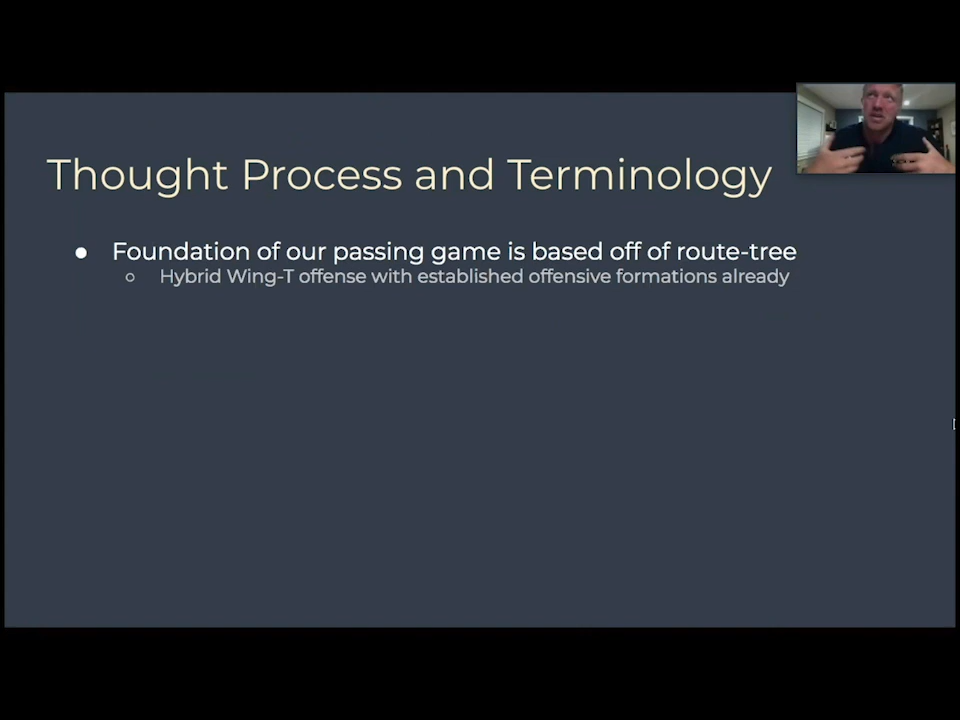 Thought Process and Terminology
● Foundation of our passing game is based off of route-tree
○ Hybrid Wing-T offense with established offensive formations already